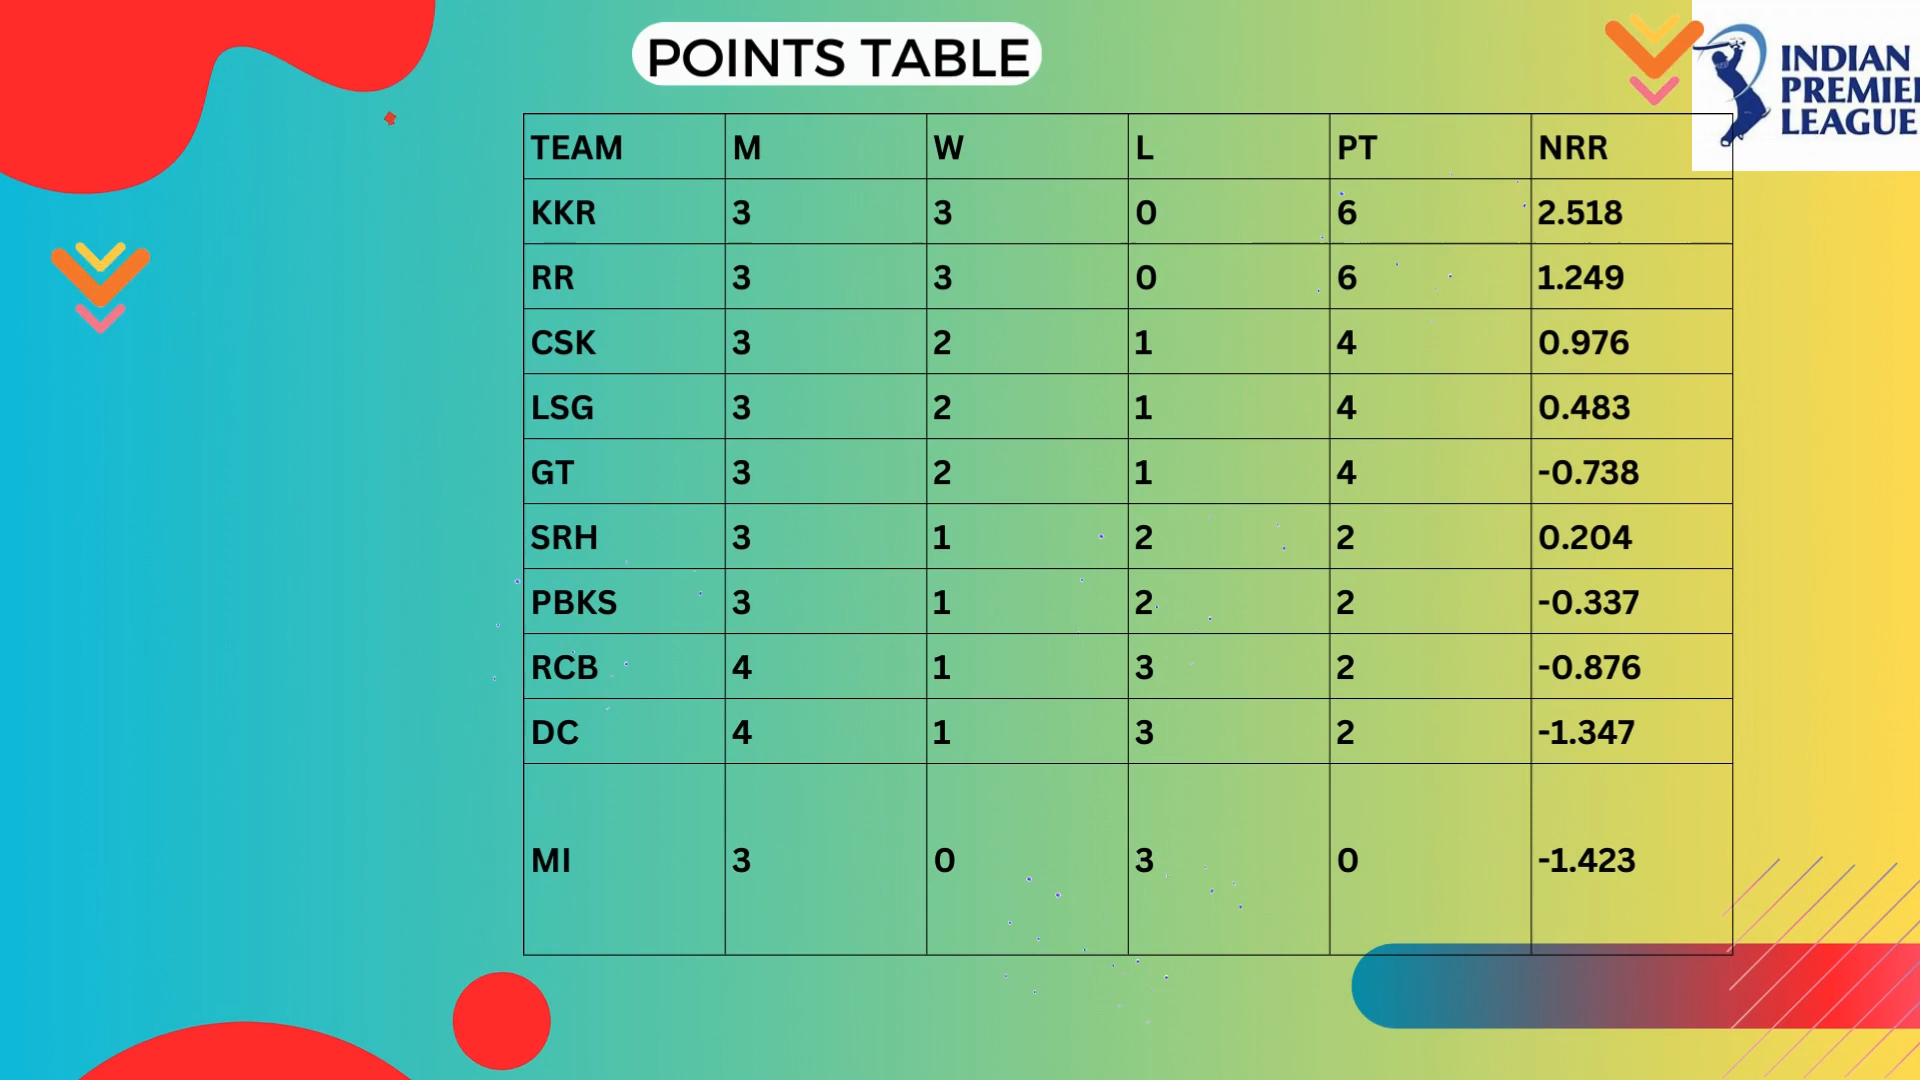 POINTS TABLE
INDIAN
PREMIER
LEAGUE
TEAM M W L PT NRR
KKR 3 3 0 6 2.518
RR 3 3 0 6 1.249
CSK 3 2 1 4 0.976
LSG 3 2 1 4 0.483
GT 3 2 1 4 -0.738
SRH 3 1 2 2 0.204
PBKS 3 1 2 2 -0.337
RCB 4 1 3 2 -0.876
DC 4 1 3 2 -1.347
MI 3 0 3 0 -1.423